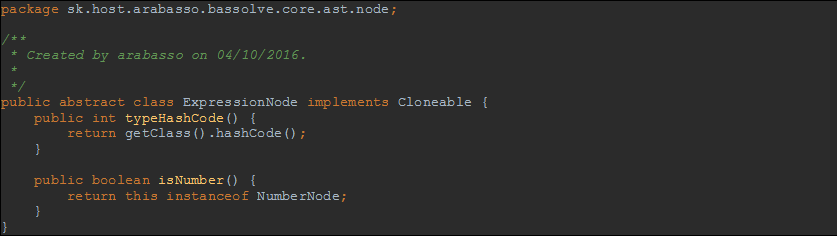 package sk.host.arabasso.bassolve.core.ast.node;
/**
 * Created by arabasso on 04/10/2016.
 *
 */
public abstract class ExpressionNode implements Cloneable {
    public int typeHashCode() {
        return getClass().hashCode();
    }
    public boolean isNumber() {
        return this instanceof NumberNode;
    }
}